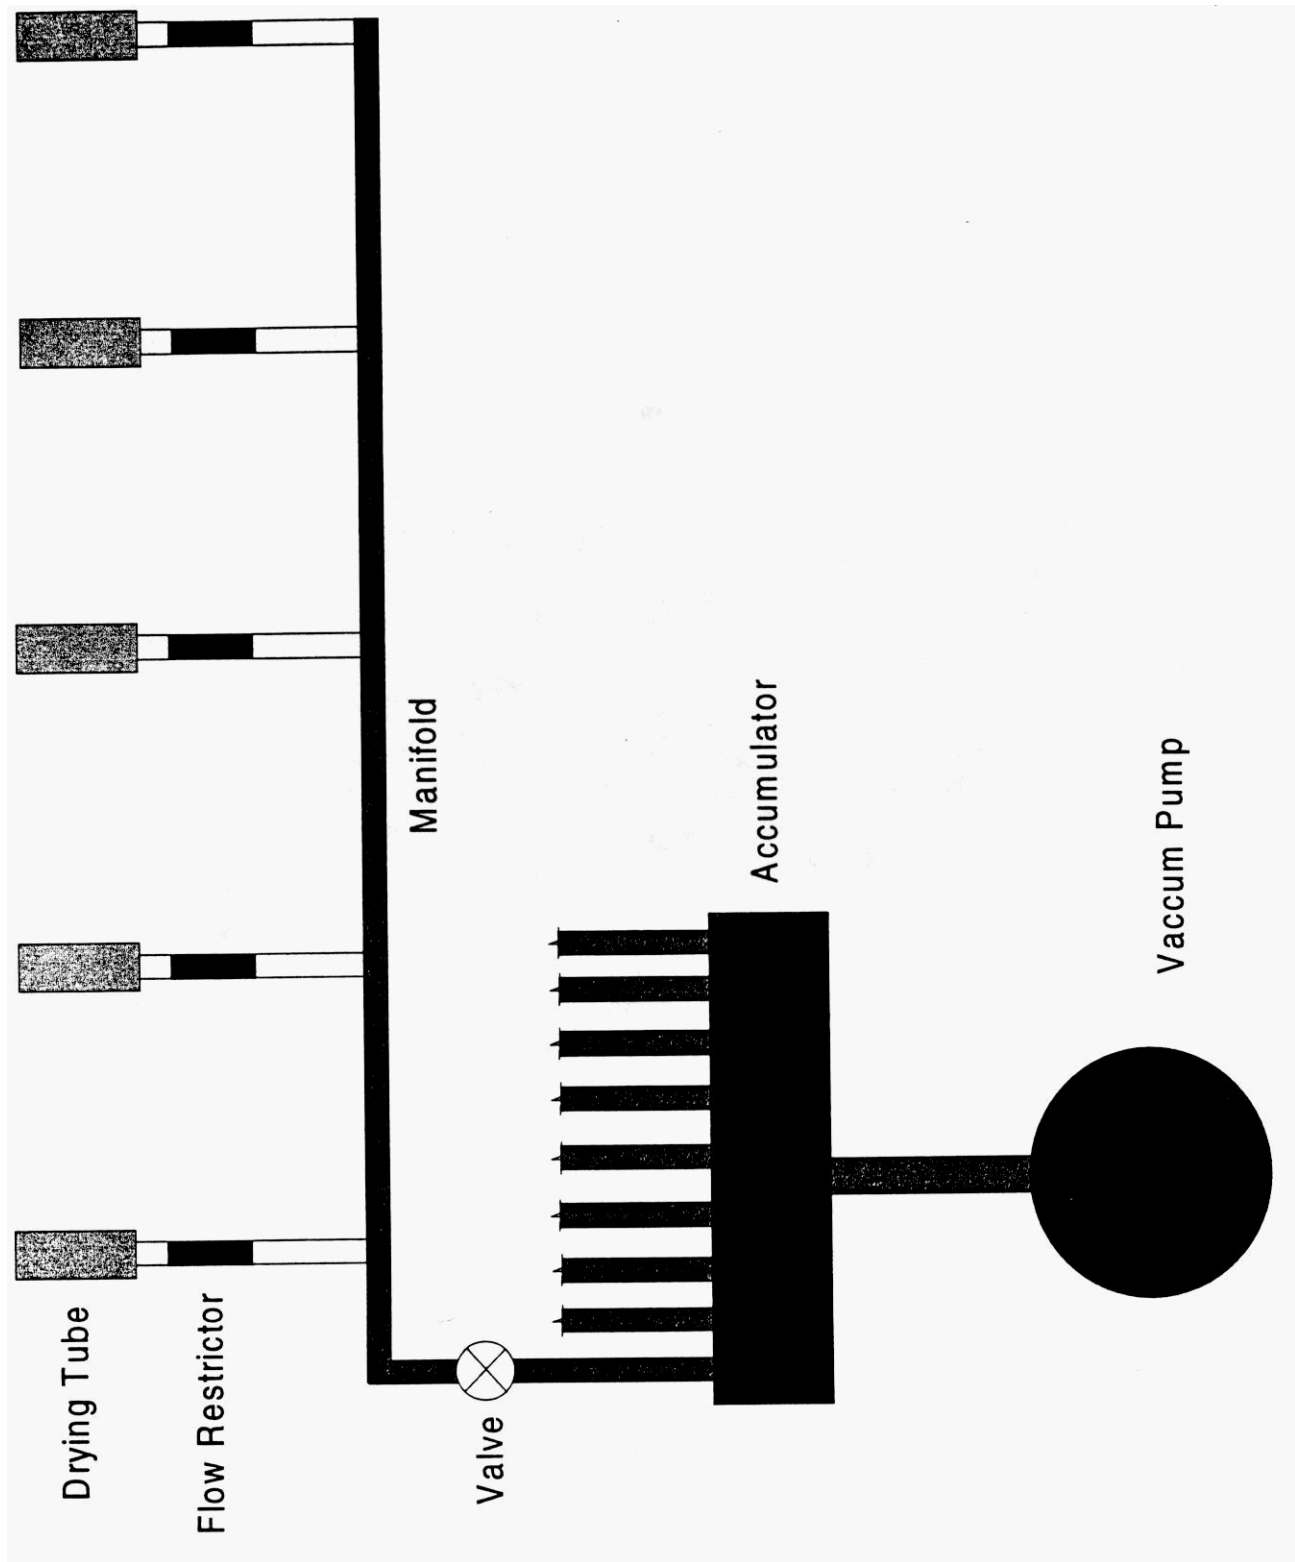 Drying Tube
Flow Restrictor
Valve
Manifold
Accumulator
Vaccum Pump